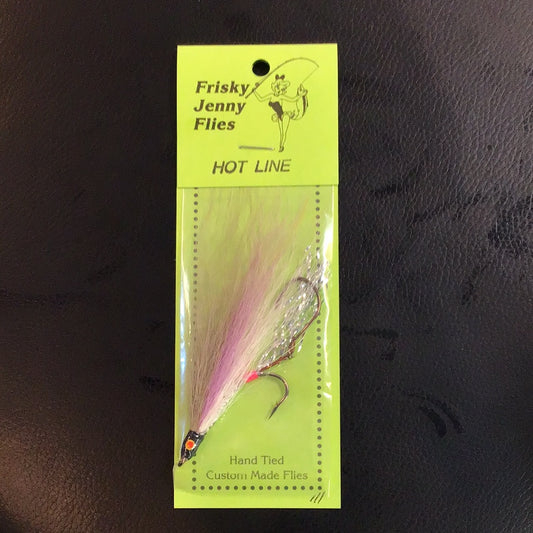 Frisky
Jenny
Flies
HOT LINE
Hand Tied
Custom Made Flies